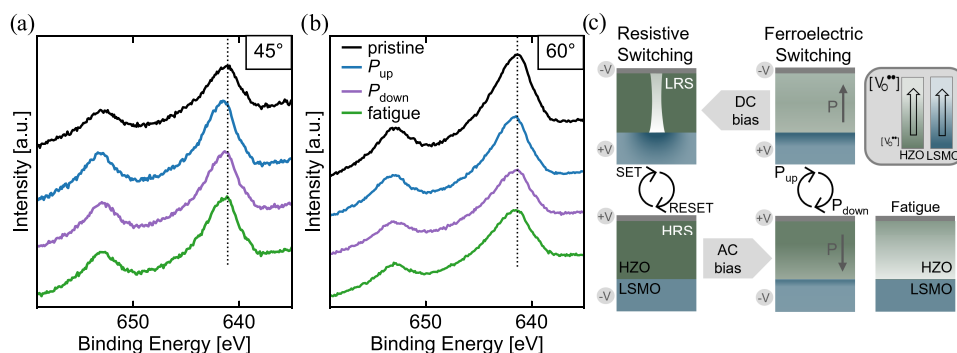 (a)
45°
Intensity [a.u.]
650
640
Binding Energy [eV]
(b)
60°
pristine
P_up
P_down
fatigue
Intensity [a.u.]
650
640
Binding Energy [eV]
(c)
Resistive
Switching
Ferroelectric
Switching
-V
LRS
+V
DC
bias
-V
P
+V
[V_O^••]
[V_O^••]
HZO
LSMO
SET
RESET
P_up
P_down
+V
HRS
HZO
LSMO
-V
AC
bias
+V
P
-V
Fatigue
HZO
LSMO